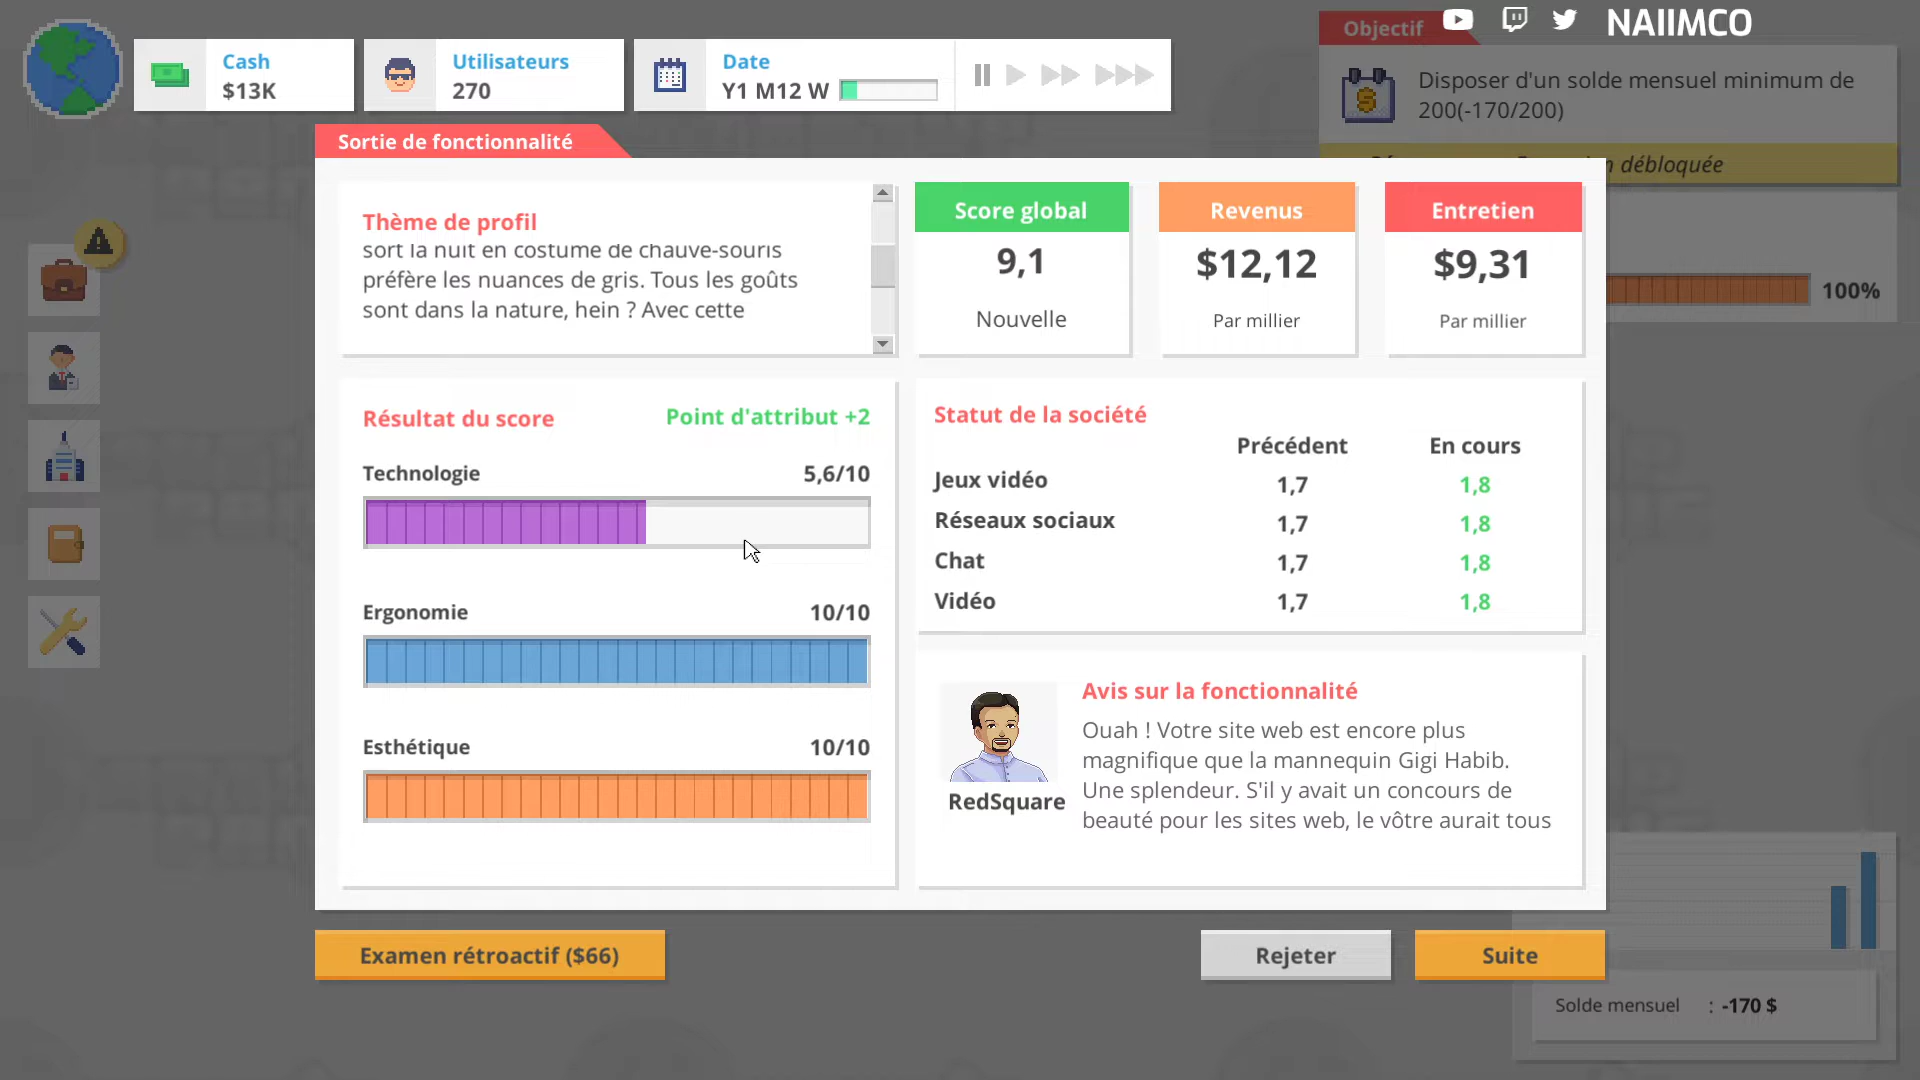 Cash
$13K
Utilisateurs
270
Date
Y1 M12 W
NAIIMCO
Objectif
Disposer d'un solde mensuel minimum de
200(-170/200)
débloquée
100%
Sortie de fonctionnalité
Thème de profil
sort la nuit en costume de chauve-souris
préfère les nuances de gris. Tous les goûts
sont dans la nature, hein ? Avec cette
Score global
9,1
Nouvelle
Revenus
$12,12
Par millier
Entretien
$9,31
Par millier
Résultat du score
Point d'attribut +2
Technologie 5,6/10
Ergonomie 10/10
Esthétique 10/10
Statut de la société
Précédent En cours
Jeux vidéo 1,7 1,8
Réseaux sociaux 1,7 1,8
Chat 1,7 1,8
Vidéo 1,7 1,8
RedSquare
Avis sur la fonctionnalité
Ouah ! Votre site web est encore plus
magnifique que la mannequin Gigi Habib.
Une splendeur. S'il y avait un concours de
beauté pour les sites web, le vôtre aurait tous
Examen rétroactif ($66)
Rejeter
Suite
Solde mensuel : -170 $